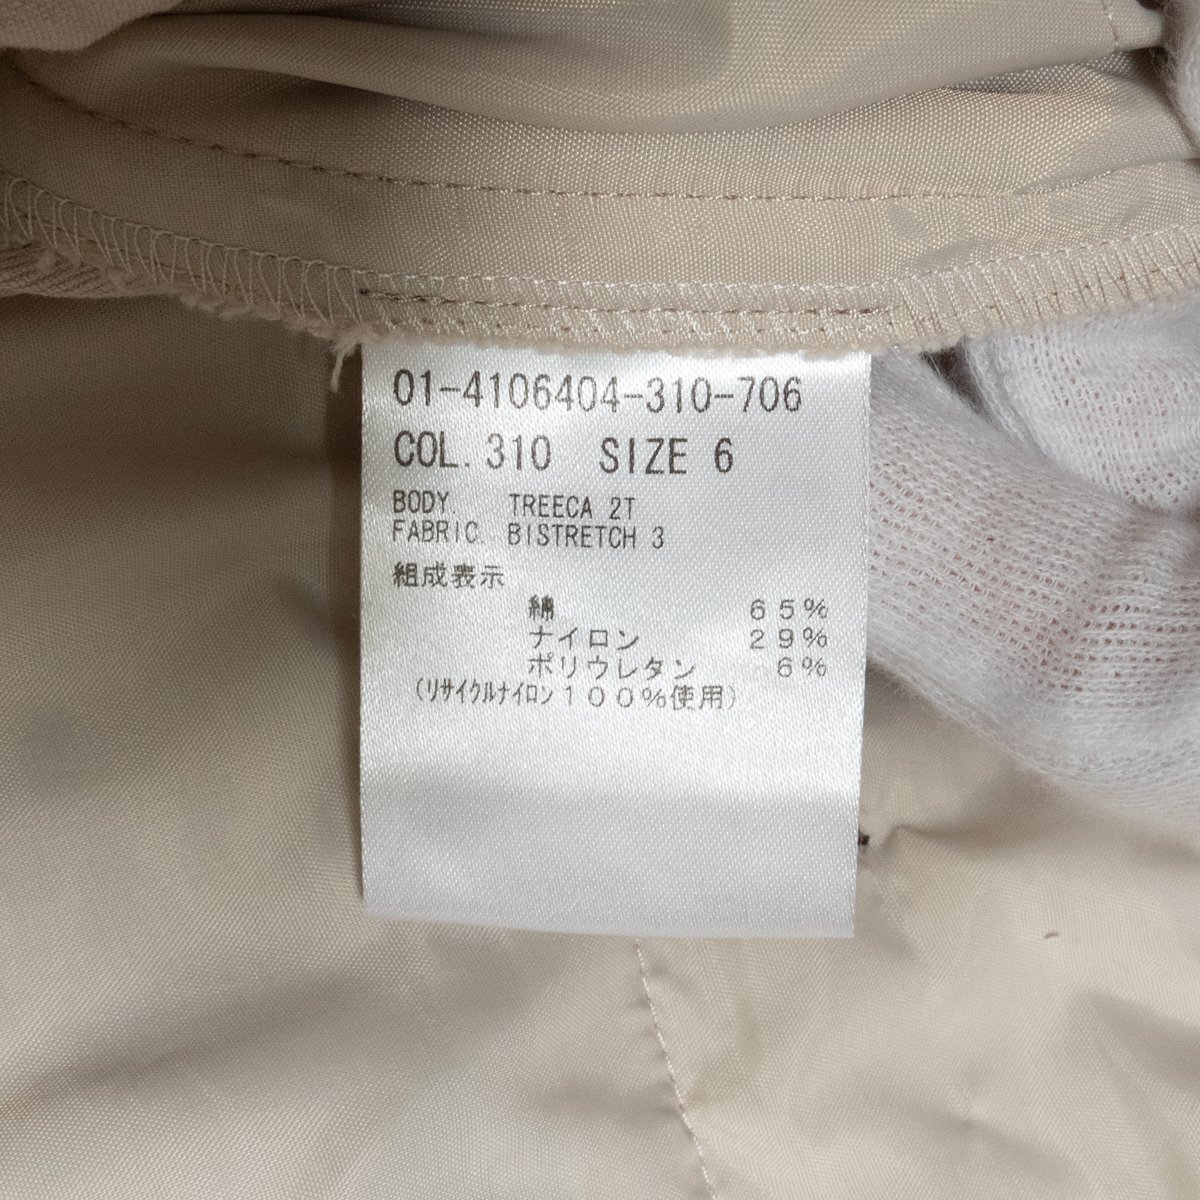 01-4106404-310-706
COL. 310 SIZE 6
BODY TREECA 2T
FABRIC BISTRETCH 3
組成表示
綿 65%
ナイロン 29%
ポリウレタン 6%
(リサイクルナイロン100%使用)